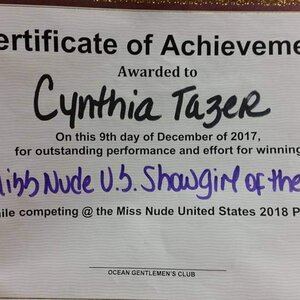 ertificate of Achieveme
Awarded to
Cynthia Tazer
On this 9th day of December of 2017,
for outstanding performance and effort for winning
Miss Nude U.S. Showgirl of the
ile competing @ the Miss Nude United States 2018 P
OCEAN GENTLEMEN'S CLUB